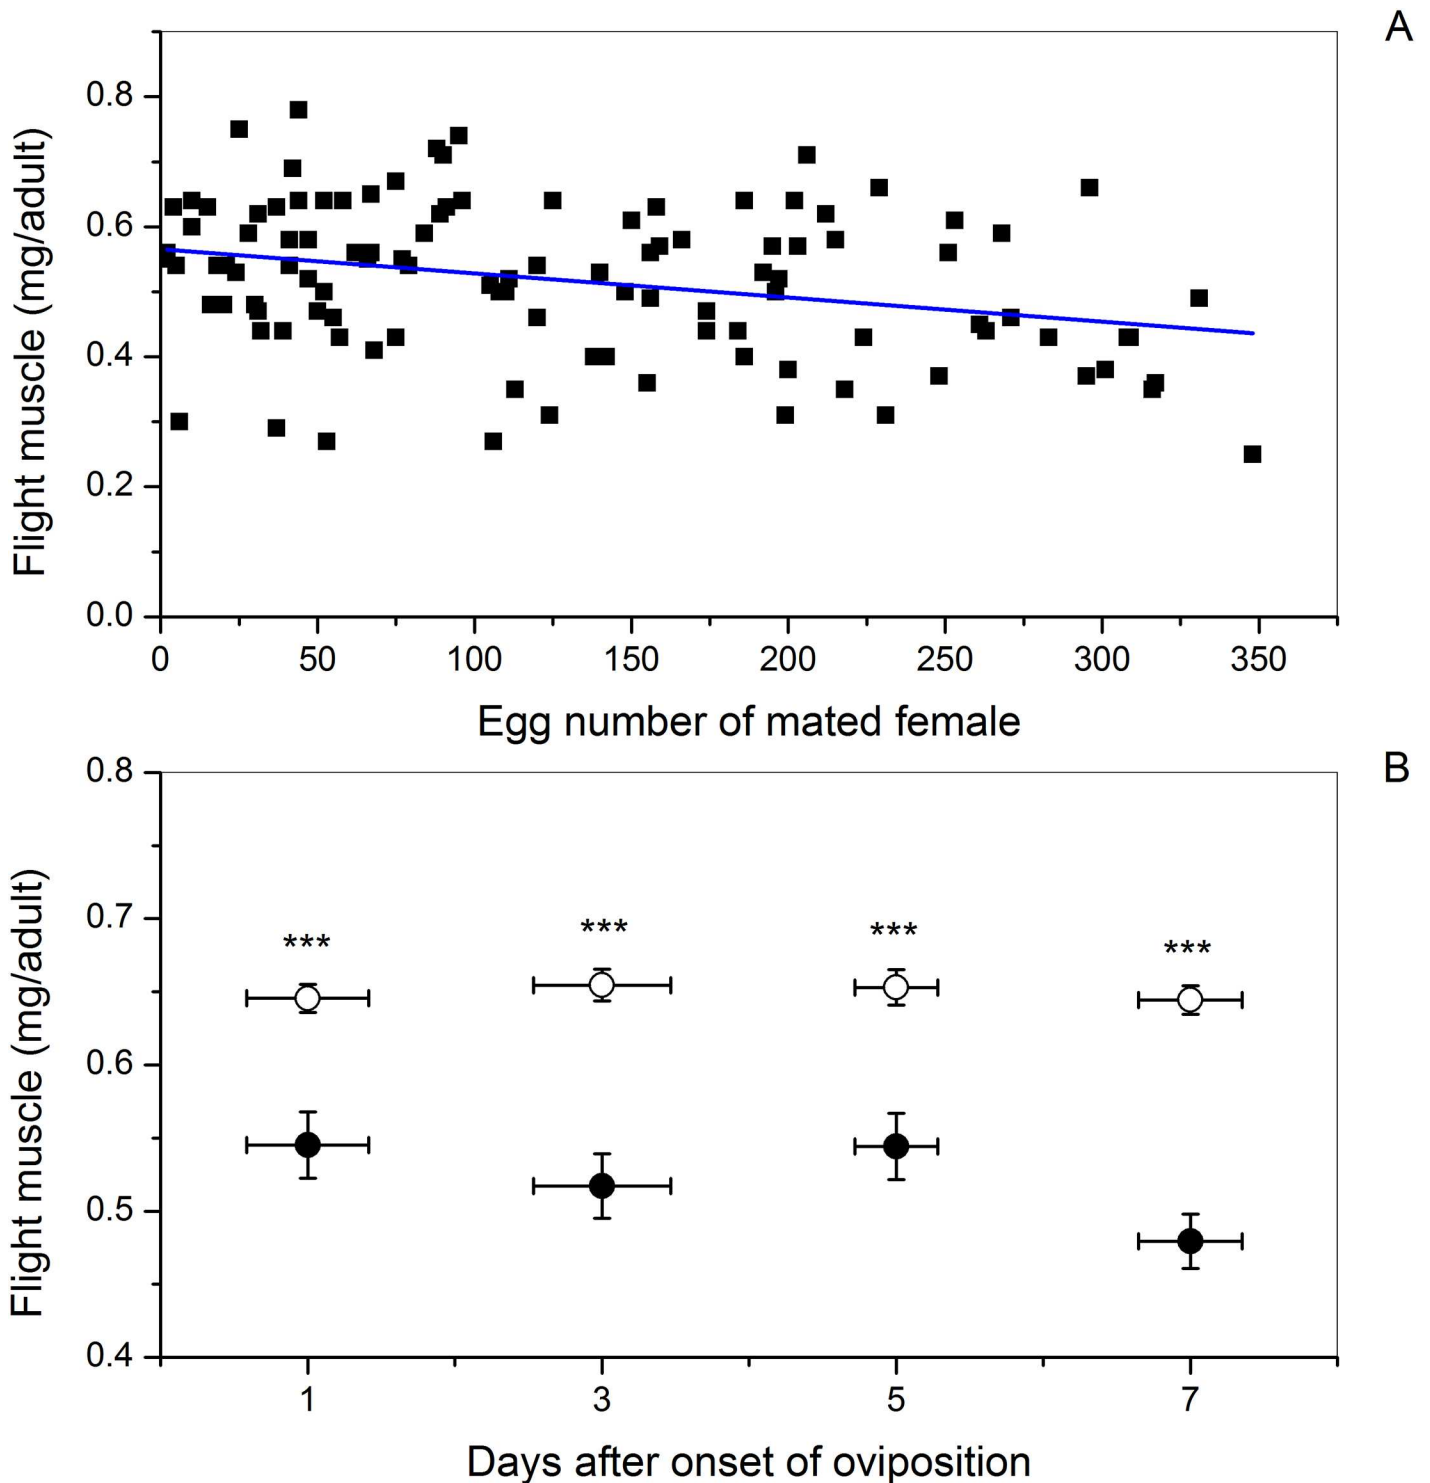 A
Flight muscle (mg/adult)
0.8
0.6
0.4
0.2
0.0
0 50 100 150 200 250 300 350
Egg number of mated female
B
Flight muscle (mg/adult)
0.8
0.7
0.6
0.5
0.4
*** *** *** ***
1 3 5 7
Days after onset of oviposition